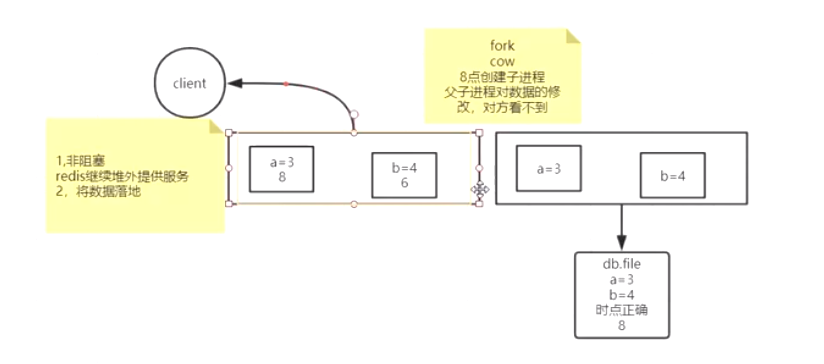 fork
cow
8点创建子进程
父子进程对数据的修
改，对方看不到
client
1,非阻塞
redis继续堆外提供服务
2，将数据落地
a=3
8
b=4
6
a=3
b=4
db.file
a=3
b=4
时点正确
8